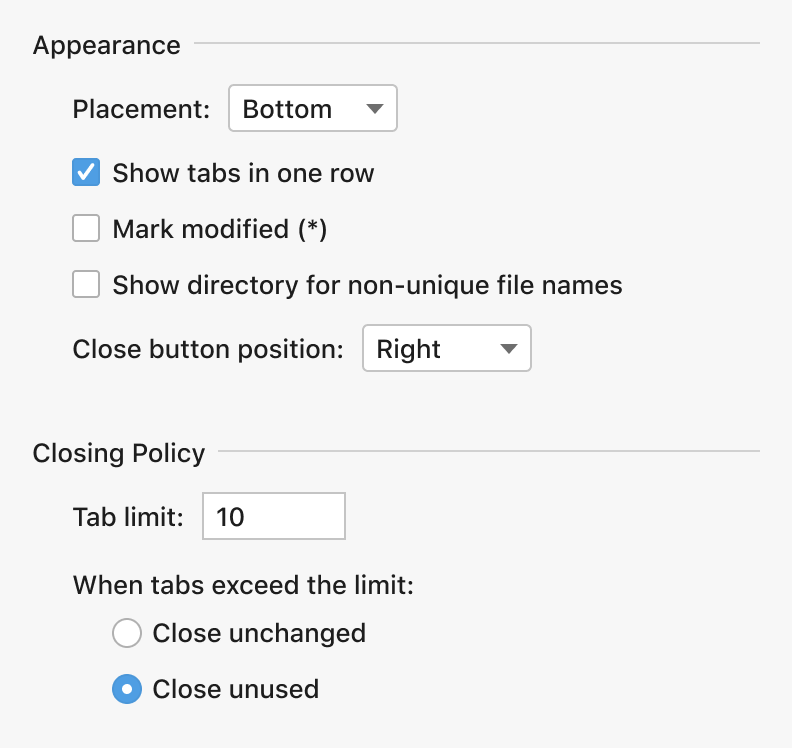 Appearance
Placement: Bottom
Show tabs in one row
Mark modified (*)
Show directory for non-unique file names
Close button position: Right
Closing Policy
Tab limit: 10
When tabs exceed the limit:
Close unchanged
Close unused